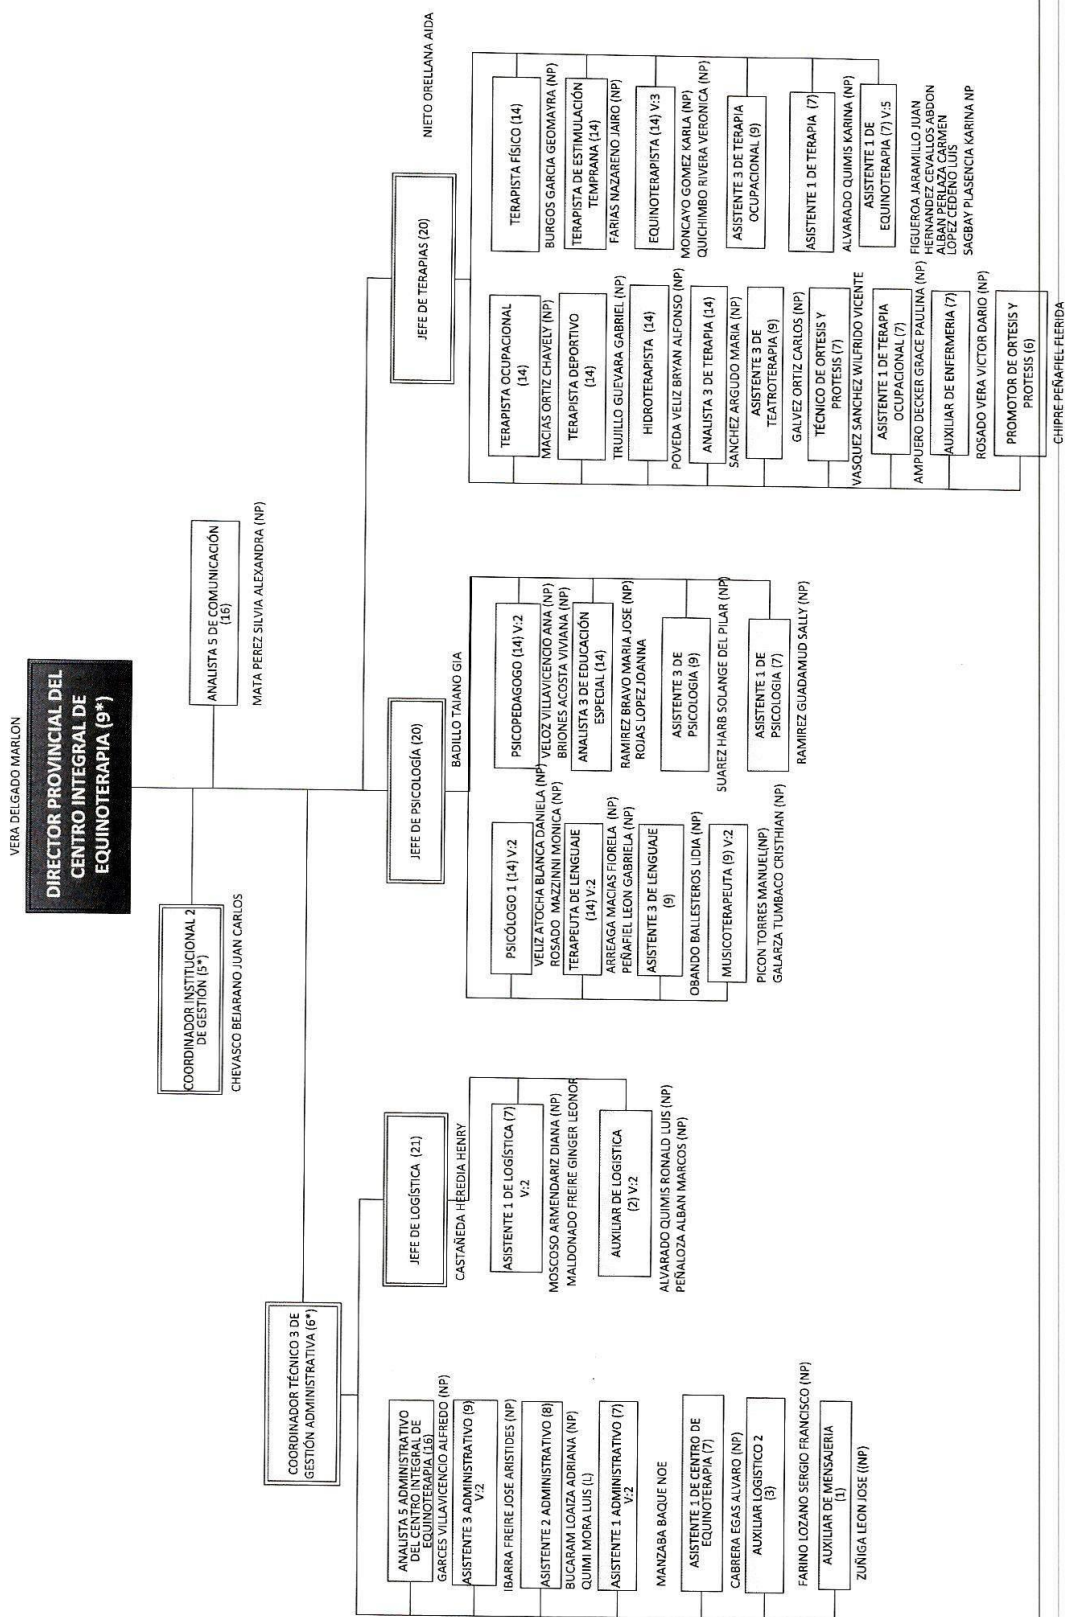 VERA DELGADO MARLON
DIRECTOR PROVINCIAL DEL
CENTRO INTEGRAL DE
EQUINOTERAPIA (9*)
COORDINADOR INSTITUCIONAL 2
DE GESTIÓN (5*)
CHEVASCO BEJARANO JUAN CARLOS
ANALISTA 5 DE COMUNICACIÓN
(16)
MATA PEREZ SILVIA ALEXANDRA (NP)
COORDINADOR TÉCNICO 3 DE
GESTIÓN ADMINISTRATIVA (6*)
ANALISTA 5 ADMINISTRATIVO
DEL CENTRO INTEGRAL DE
EQUINOTERAPIA (16)
GARCES VILLAVICENCIO ALFREDO (NP)
ASISTENTE 3 ADMINISTRATIVO (9)
V:2
IBARRA FREIRE JOSE ARISTIDES (NP)
ASISTENTE 2 ADMINISTRATIVO (8)
BUCARAM LOAIZA ADRIANA (NP)
QUIMI MORA LUIS (L)
ASISTENTE 1 ADMINISTRATIVO (7)
V:2
MANZABA BAQUE NOE
ASISTENTE 1 DE CENTRO DE
EQUINOTERAPIA (7)
CABRERA EGAS ALVARO (NP)
AUXILIAR LOGISTICO 2
(3)
FARINO LOZANO SERGIO FRANCISCO (NP)
AUXILIAR DE MENSAJERIA
(1)
ZUÑIGA LEON JOSE ((NP)
JEFE DE LOGÍSTICA (21)
CASTAÑEDA HEREDIA HENRY
ASISTENTE 1 DE LOGÍSTICA (7)
V:2
MOSCOSO ARMENDARIZ DIANA (NP)
MALDONADO FREIRE GINGER LEONOR
AUXILIAR DE LOGISTICA
(2) V:2
ALVARADO QUIMIS RONALD LUIS (NP)
PEÑALOZA ALBAN MARCOS (NP)
JEFE DE PSICOLOGÍA (20)
BADILLO TAIANO GIA
PSICÓLOGO 1 (14) V:2
VELIZ ATOCHA BLANCA DANIELA (NP)
ROSADO MAZZINNI MONICA (NP)
TERAPEUTA DE LENGUAJE
(14) V:2
ARREAGA MACIAS FIORELA (NP)
PEÑAFIEL LEON GABRIELA (NP)
ASISTENTE 3 DE LENGUAJE
(9)
OBANDO BALLESTEROS LIDIA (NP)
MUSICOTERAPEUTA (9) V:2
PICON TORRES MANUEL(NP)
GALARZA TUMBACO CRISTHIAN (NP)
PSICOPEDAGOGO (14) V:2
VELOZ VILLAVICENCIO ANA (NP)
BRIONES ACOSTA VIVIANA (NP)
ANALISTA 3 DE EDUCACIÓN
ESPECIAL (14)
RAMIREZ BRAVO MARIA JOSE (NP)
ROJAS LOPEZ JOANNA
ASISTENTE 3 DE
PSICOLOGIA (9)
SUAREZ HARB SOLANGE DEL PILAR (NP)
ASISTENTE 1 DE
PSICOLOGIA (7)
RAMIREZ GUADAMUD SALLY (NP)
JEFE DE TERAPIAS (20)
NIETO ORELLANA AIDA
TERAPISTA OCUPACIONAL
(14)
MACIAS ORTIZ CHAVELY (NP)
TERAPISTA DEPORTIVO
(14)
TRUJILLO GUEVARA GABRIEL (NP)
HIDROTERAPISTA (14)
POVEDA VELIZ BRYAN ALFONSO (NP)
ANALISTA 3 DE TERAPIA (14)
SANCHEZ ARGUDO MARIA (NP)
ASISTENTE 3 DE
TEATROTERAPIA (9)
GALVEZ ORTIZ CARLOS (NP)
TÉCNICO DE ORTESIS Y
PROTESIS (7)
VASQUEZ SANCHEZ WILFRIDO VICENTE
ASISTENTE 1 DE TERAPIA
OCUPACIONAL (7)
AMPUERO DECKER GRACE PAULINA (NP)
AUXILIAR DE ENFERMERIA (7)
ROSADO VERA VICTOR DARIO (NP)
PROMOTOR DE ORTESIS Y
PROTESIS (6)
CHIPRE PEÑAFIEL FLERIDA
TERAPISTA FÍSICO (14)
BURGOS GARCIA GEOMAYRA (NP)
TERAPISTA DE ESTIMULACIÓN
TEMPRANA (14)
FARIAS NAZARENO JAIRO (NP)
EQUINOTERAPISTA (14) V:3
MONCAYO GOMEZ KARLA (NP)
QUICHIMBO RIVERA VERONICA (NP)
ASISTENTE 3 DE TERAPIA
OCUPACIONAL (9)
ASISTENTE 1 DE TERAPIA (7)
ALVARADO QUIMIS KARINA (NP)
ASISTENTE 1 DE
EQUINOTERAPIA (7) V:5
FIGUEROA JARAMILLO JUAN
HERNANDEZ CEVALLOS ABDON
ALBAN PERLAZA CARMEN
LOPEZ CEDEÑO LUIS
SAGBAY PLASENCIA KARINA NP